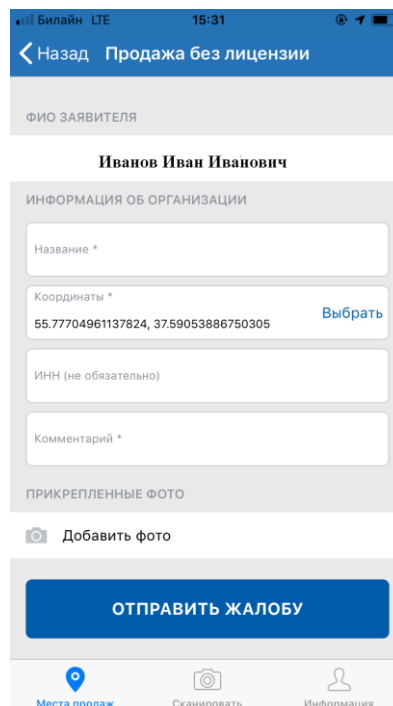 Билайн LTE 15:31
Назад Продажа без лицензии
ФИО ЗАЯВИТЕЛЯ
Иванов Иван Иванович
ИНФОРМАЦИЯ ОБ ОРГАНИЗАЦИИ
Название *
Координаты *
55.77704961137824, 37.59053886750305
Выбрать
ИНН (не обязательно)
Комментарий *
ПРИКРЕПЛЕННЫЕ ФОТО
Добавить фото
ОТПРАВИТЬ ЖАЛОБУ
Места продаж Сканировать Информация